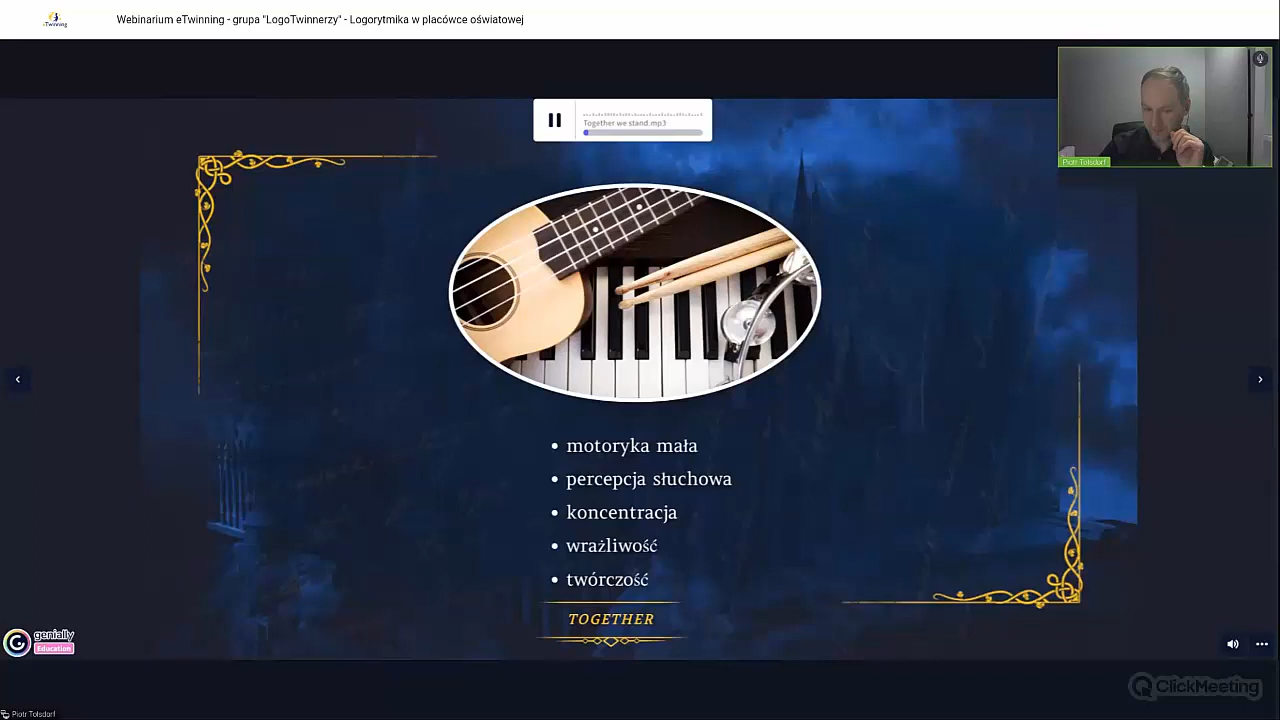 eTwinning
Webinarium eTwinning - grupa "LogoTwinnerzy" - Logorytmika w placówce oświatowej
Together we stand.mp3
Piotr Tolsdorf
• motoryka mała
• percepcja słuchowa
• koncentracja
• wrażliwość
• twórczość
TOGETHER
genially
Education
ClickMeeting
Piotr Tolsdorf